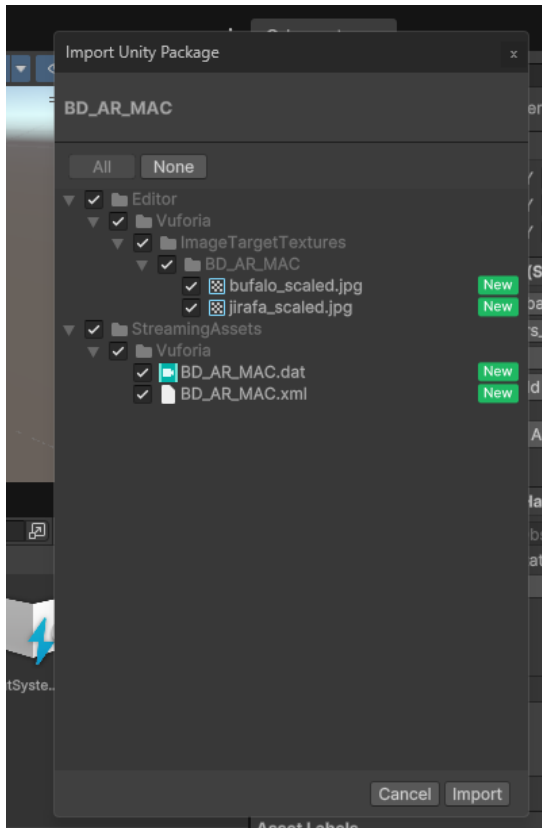 Import Unity Package
x
BD_AR_MAC
All None
Editor
Vuforia
ImageTargetTextures
BD_AR_MAC
bufalo_scaled.jpg New
jirafa_scaled.jpg New
StreamingAssets
Vuforia
BD_AR_MAC.dat New
BD_AR_MAC.xml New
Cancel Import
tSyste...